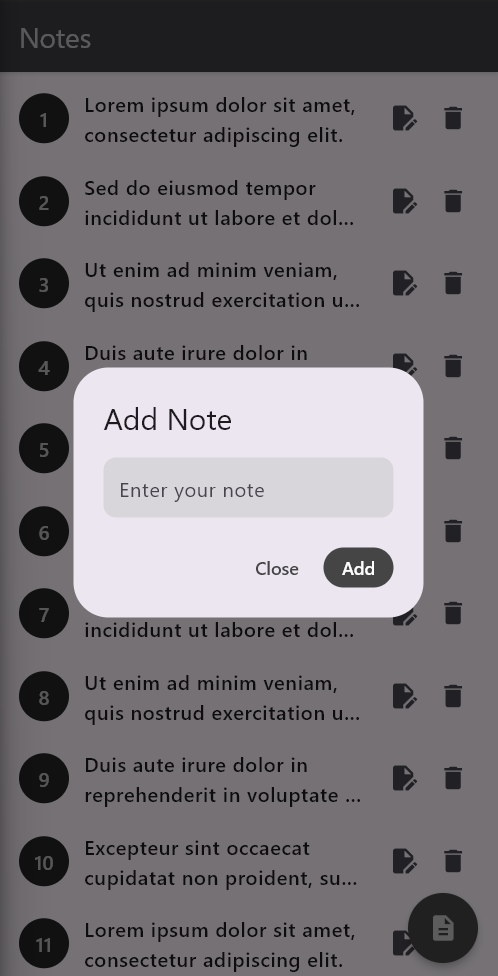 Notes
1
Lorem ipsum dolor sit amet,
consectetur adipiscing elit.
2
Sed do eiusmod tempor
incididunt ut labore et dol...
3
Ut enim ad minim veniam,
quis nostrud exercitation u...
4
Duis aute irure dolor in
5
6
Add Note
Enter your note
Close
Add
7
incididunt ut labore et dol...
8
Ut enim ad minim veniam,
quis nostrud exercitation u...
9
Duis aute irure dolor in
reprehenderit in voluptate ...
10
Excepteur sint occaecat
cupidatat non proident, su...
11
Lorem ipsum dolor sit amet,
consectetur adipiscing elit.